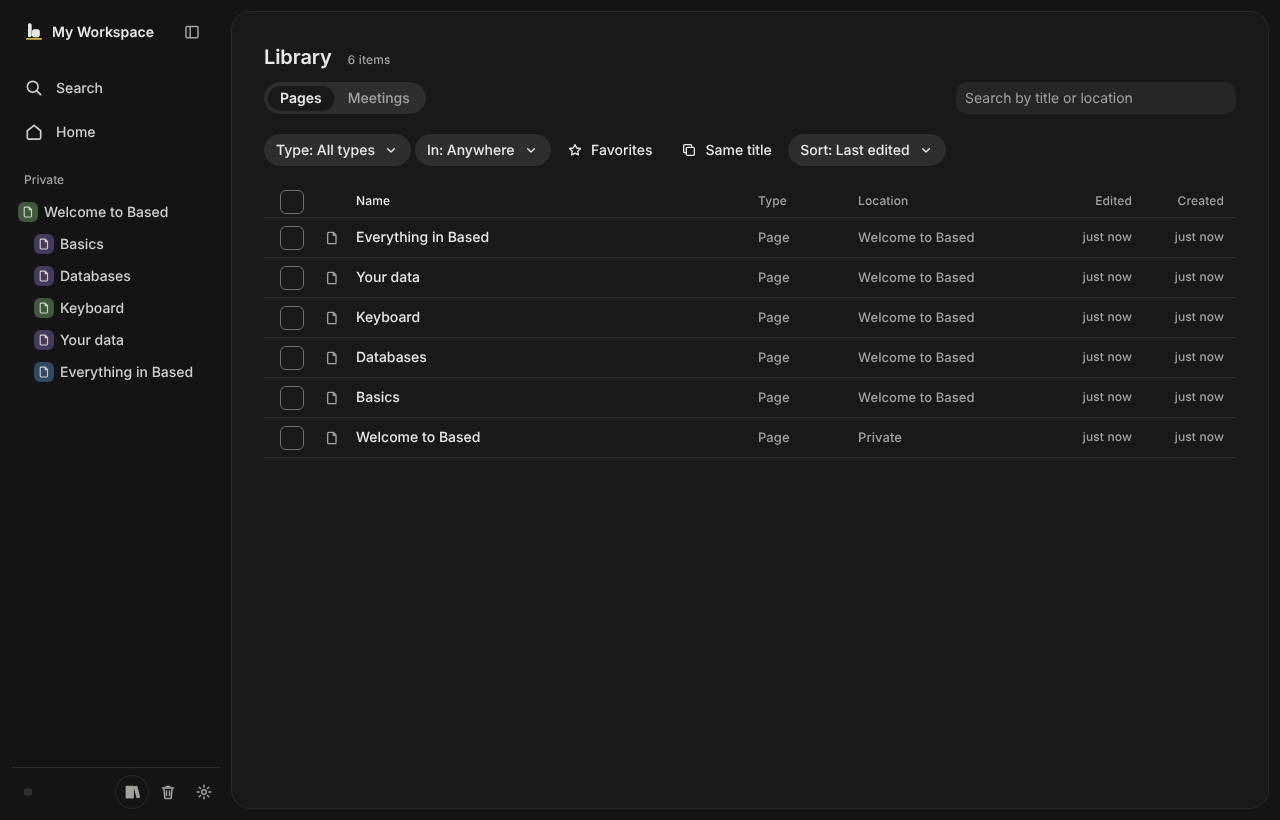 My Workspace
Search
Home
Private
Welcome to Based
Basics
Databases
Keyboard
Your data
Everything in Based
Library 6 items
Pages Meetings
Search by title or location
Type: All types In: Anywhere Favorites Same title Sort: Last edited
Name Type Location Edited Created
Everything in Based Page Welcome to Based just now just now
Your data Page Welcome to Based just now just now
Keyboard Page Welcome to Based just now just now
Databases Page Welcome to Based just now just now
Basics Page Welcome to Based just now just now
Welcome to Based Page Private just now just now